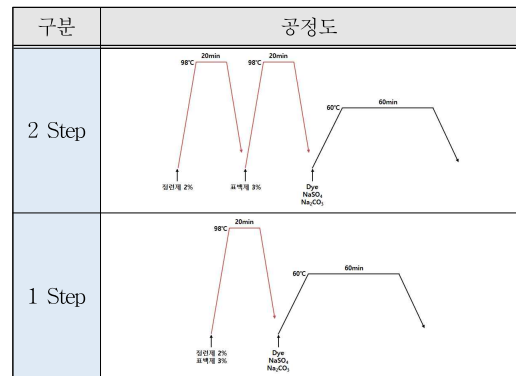 구분 공정도
2 Step
98℃ 20min 98℃ 20min
60℃ 60min
정련제 2% 표백제 3% Dye
NaSO₄
Na₂CO₃
1 Step
98℃ 20min
60℃ 60min
정련제 2% Dye
표백제 3% NaSO₄
Na₂CO₃